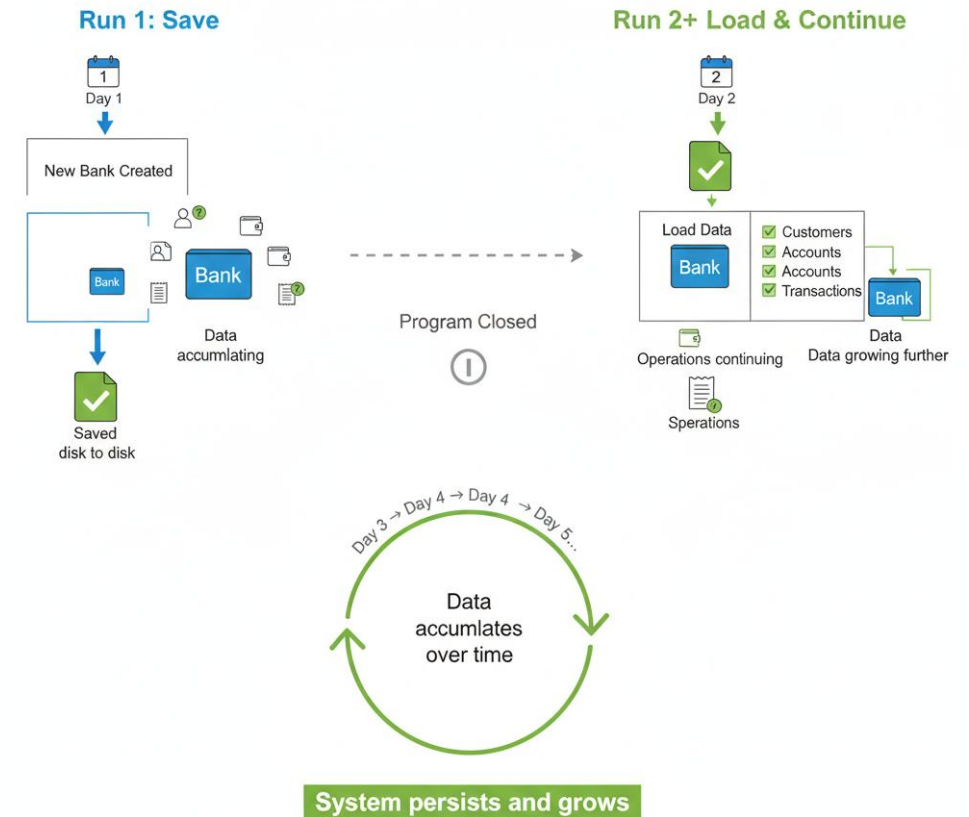 Run 1: Save
1
Day 1
New Bank Created
?
Bank
Bank
?
Data
accumlating
Saved
disk to disk
Program Closed
Run 2+ Load & Continue
2
Day 2
Load Data
Bank
Customers
Accounts
Accounts
Transactions
Bank
Data
Data growing further
Operations continuing
Sperations
Day 3 → Day 4 → Day 4 → Day 5...
Data
accumlates
over time
System persists and grows